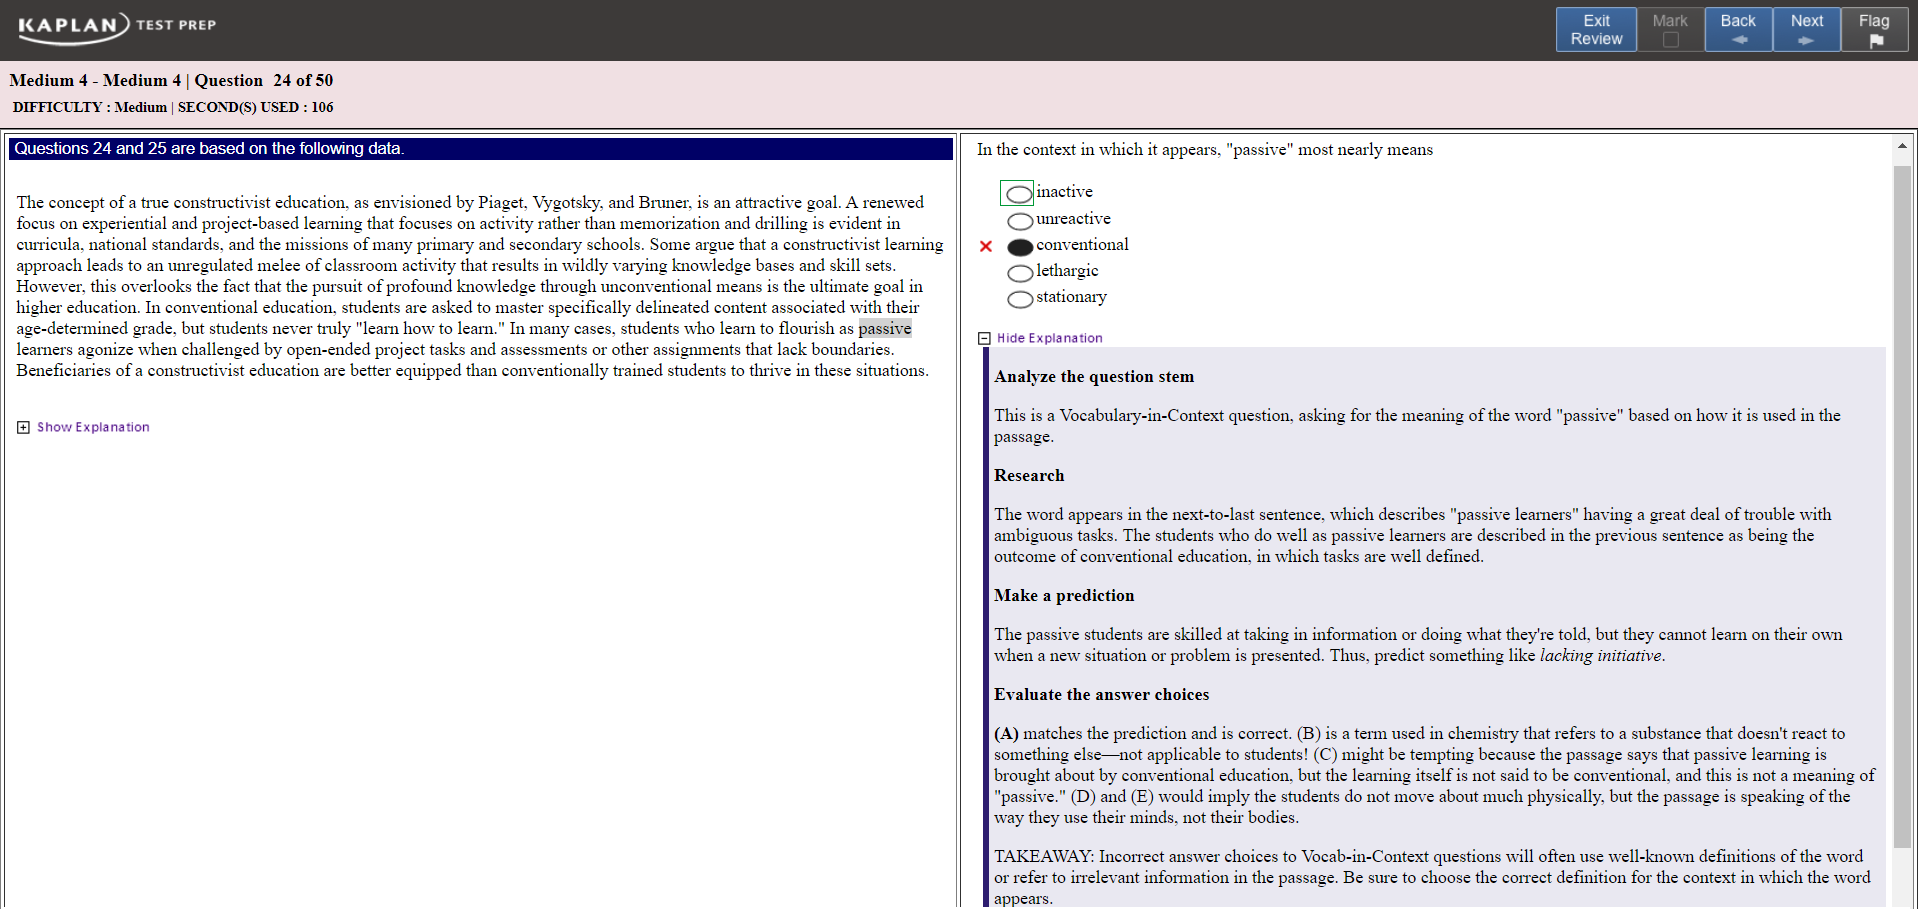 KAPLAN TEST PREP
Exit Review
Mark
Back
Next
Flag
Medium 4 - Medium 4 | Question 24 of 50
DIFFICULTY : Medium | SECOND(S) USED : 106
Questions 24 and 25 are based on the following data.
The concept of a true constructivist education, as envisioned by Piaget, Vygotsky, and Bruner, is an attractive goal. A renewed
focus on experiential and project-based learning that focuses on activity rather than memorization and drilling is evident in
curricula, national standards, and the missions of many primary and secondary schools. Some argue that a constructivist learning
approach leads to an unregulated melee of classroom activity that results in wildly varying knowledge bases and skill sets.
However, this overlooks the fact that the pursuit of profound knowledge through unconventional means is the ultimate goal in
higher education. In conventional education, students are asked to master specifically delineated content associated with their
age-determined grade, but students never truly "learn how to learn." In many cases, students who learn to flourish as passive
learners agonize when challenged by open-ended project tasks and assessments or other assignments that lack boundaries.
Beneficiaries of a constructivist education are better equipped than conventionally trained students to thrive in these situations.
Show Explanation
In the context in which it appears, "passive" most nearly means
inactive
unreactive
conventional
lethargic
stationary
Hide Explanation
Analyze the question stem
This is a Vocabulary-in-Context question, asking for the meaning of the word "passive" based on how it is used in the
passage.
Research
The word appears in the next-to-last sentence, which describes "passive learners" having a great deal of trouble with
ambiguous tasks. The students who do well as passive learners are described in the previous sentence as being the
outcome of conventional education, in which tasks are well defined.
Make a prediction
The passive students are skilled at taking in information or doing what they're told, but they cannot learn on their own
when a new situation or problem is presented. Thus, predict something like lacking initiative.
Evaluate the answer choices
(A) matches the prediction and is correct. (B) is a term used in chemistry that refers to a substance that doesn't react to
something else—not applicable to students! (C) might be tempting because the passage says that passive learning is
brought about by conventional education, but the learning itself is not said to be conventional, and this is not a meaning of
"passive." (D) and (E) would imply the students do not move about much physically, but the passage is speaking of the
way they use their minds, not their bodies.
TAKEAWAY: Incorrect answer choices to Vocab-in-Context questions will often use well-known definitions of the word
or refer to irrelevant information in the passage. Be sure to choose the correct definition for the context in which the word
appears.